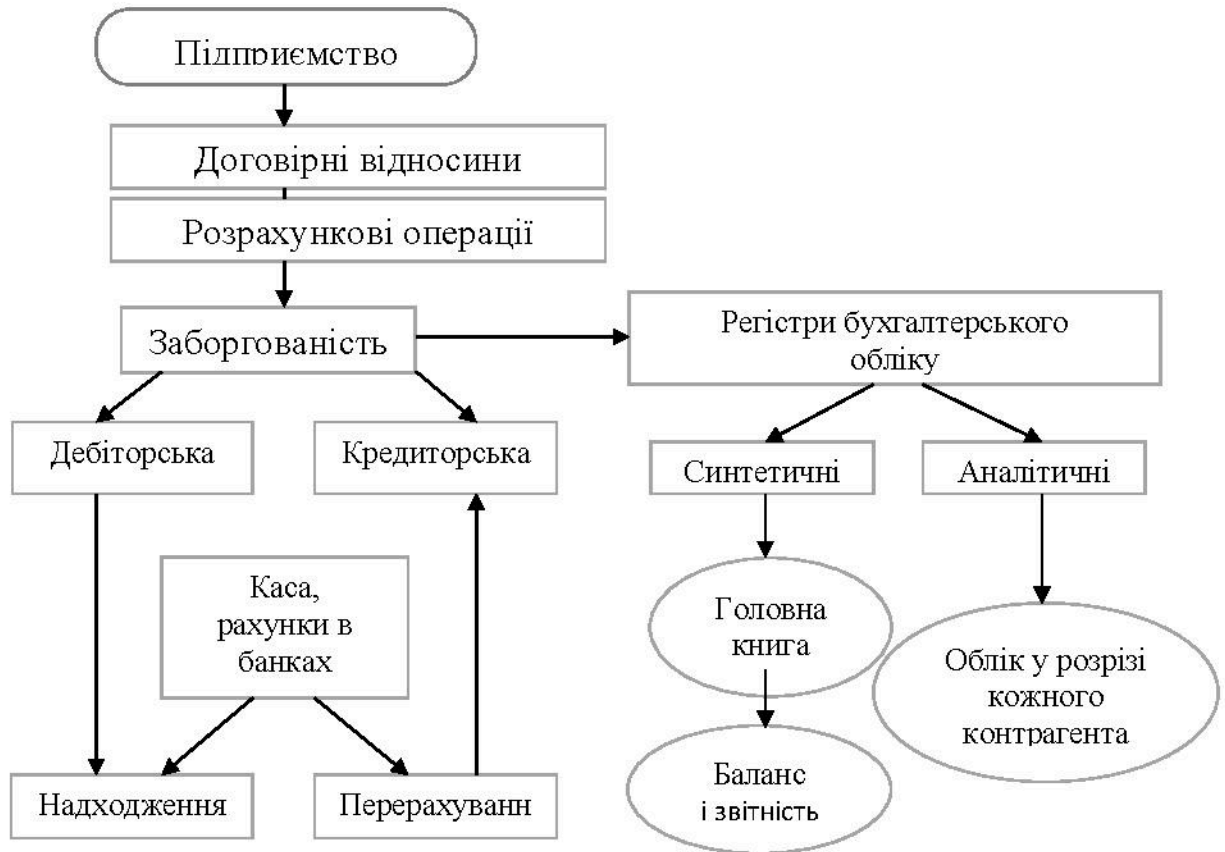 Підприємство
Договірні відносини
Розрахункові операції
Заборгованість
Регістри бухгалтерського
обліку
Дебіторська
Кредиторська
Синтетичні
Аналітичні
Каса,
рахунки в
банках
Головна
книга
Облік у розрізі
кожного
контрагента
Надходження
Перерахуванн
Баланс
і звітність